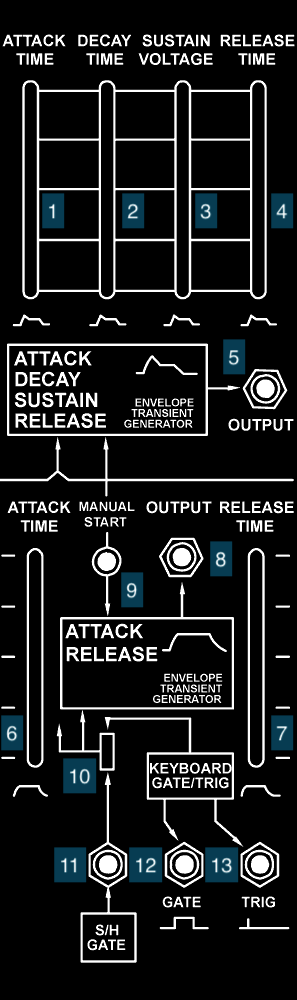 ATTACK TIME
DECAY TIME
SUSTAIN VOLTAGE
RELEASE TIME
1
2
3
4
ATTACK
DECAY
SUSTAIN
RELEASE
ENVELOPE
TRANSIENT
GENERATOR
5
OUTPUT
ATTACK TIME
MANUAL START
OUTPUT
RELEASE TIME
8
9
ATTACK
RELEASE
ENVELOPE
TRANSIENT
GENERATOR
6
7
10
KEYBOARD
GATE/TRIG
11
12
13
GATE
TRIG
S/H
GATE